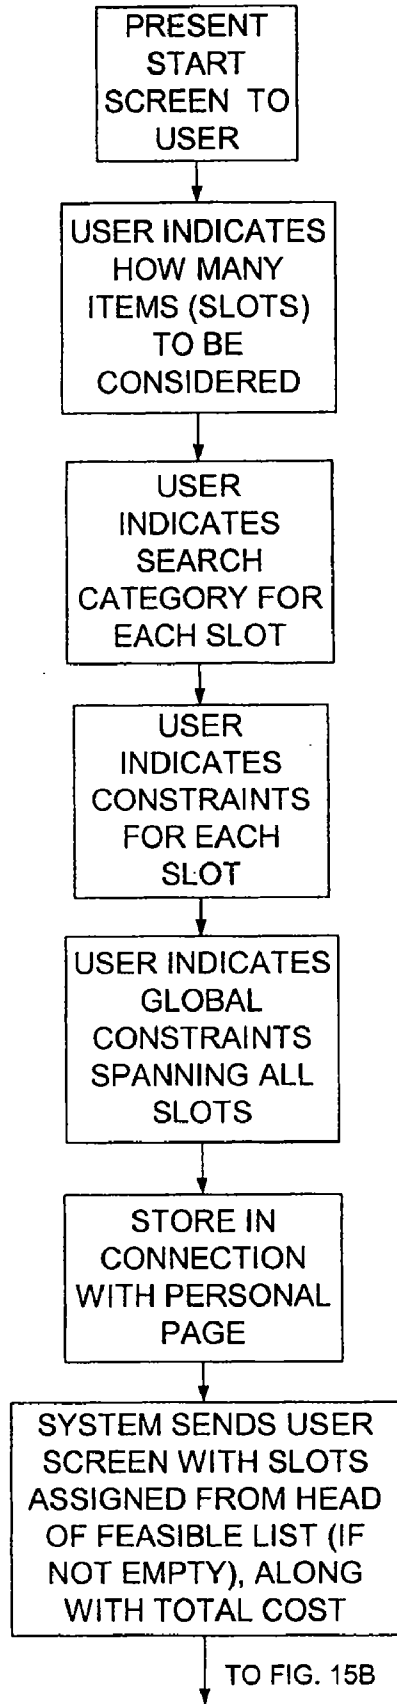 PRESENT
START
SCREEN TO
USER
USER INDICATES
HOW MANY
ITEMS (SLOTS)
TO BE
CONSIDERED
USER
INDICATES
SEARCH
CATEGORY FOR
EACH SLOT
USER
INDICATES
CONSTRAINTS
FOR EACH
SLOT
USER INDICATES
GLOBAL
CONSTRAINTS
SPANNING ALL
SLOTS
STORE IN
CONNECTION
WITH PERSONAL
PAGE
SYSTEM SENDS USER
SCREEN WITH SLOTS
ASSIGNED FROM HEAD
OF FEASIBLE LIST (IF
NOT EMPTY), ALONG
WITH TOTAL COST
TO FIG. 15B